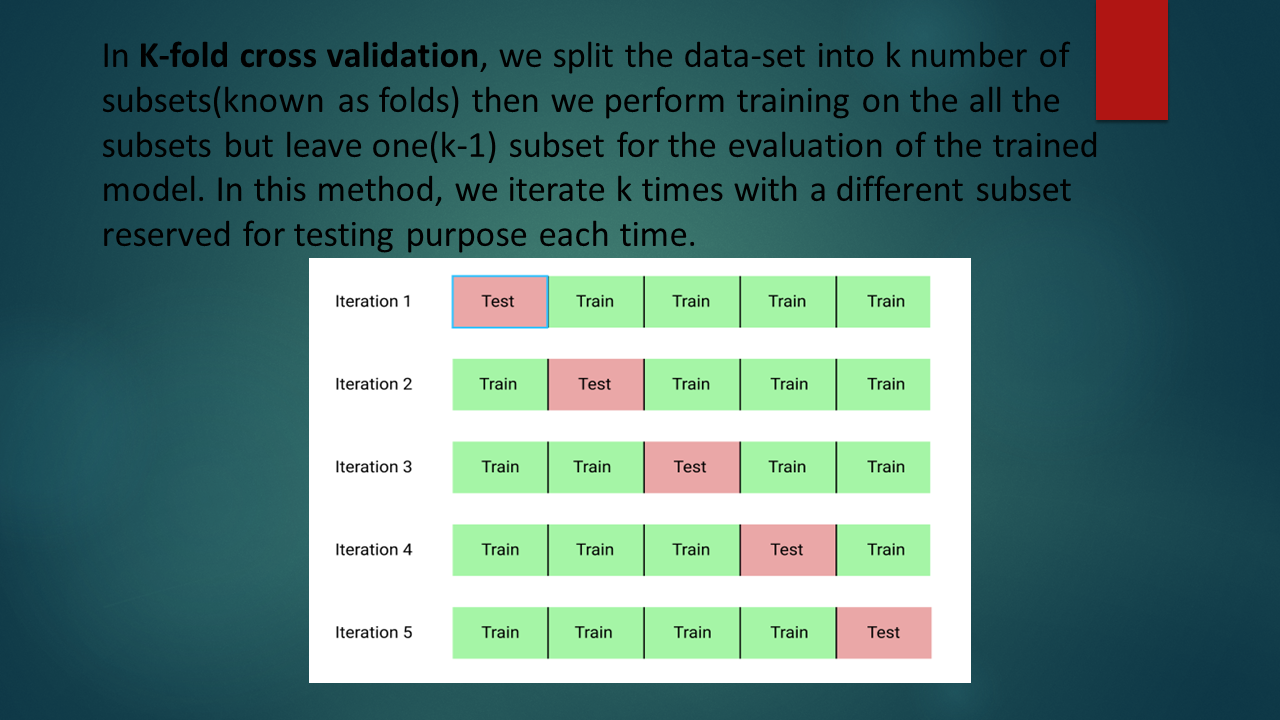 In K-fold cross validation, we split the data-set into k number of
subsets(known as folds) then we perform training on the all the
subsets but leave one(k-1) subset for the evaluation of the trained
model. In this method, we iterate k times with a different subset
reserved for testing purpose each time.
Iteration 1 Test Train Train Train Train
Iteration 2 Train Test Train Train Train
Iteration 3 Train Train Test Train Train
Iteration 4 Train Train Train Test Train
Iteration 5 Train Train Train Train Test